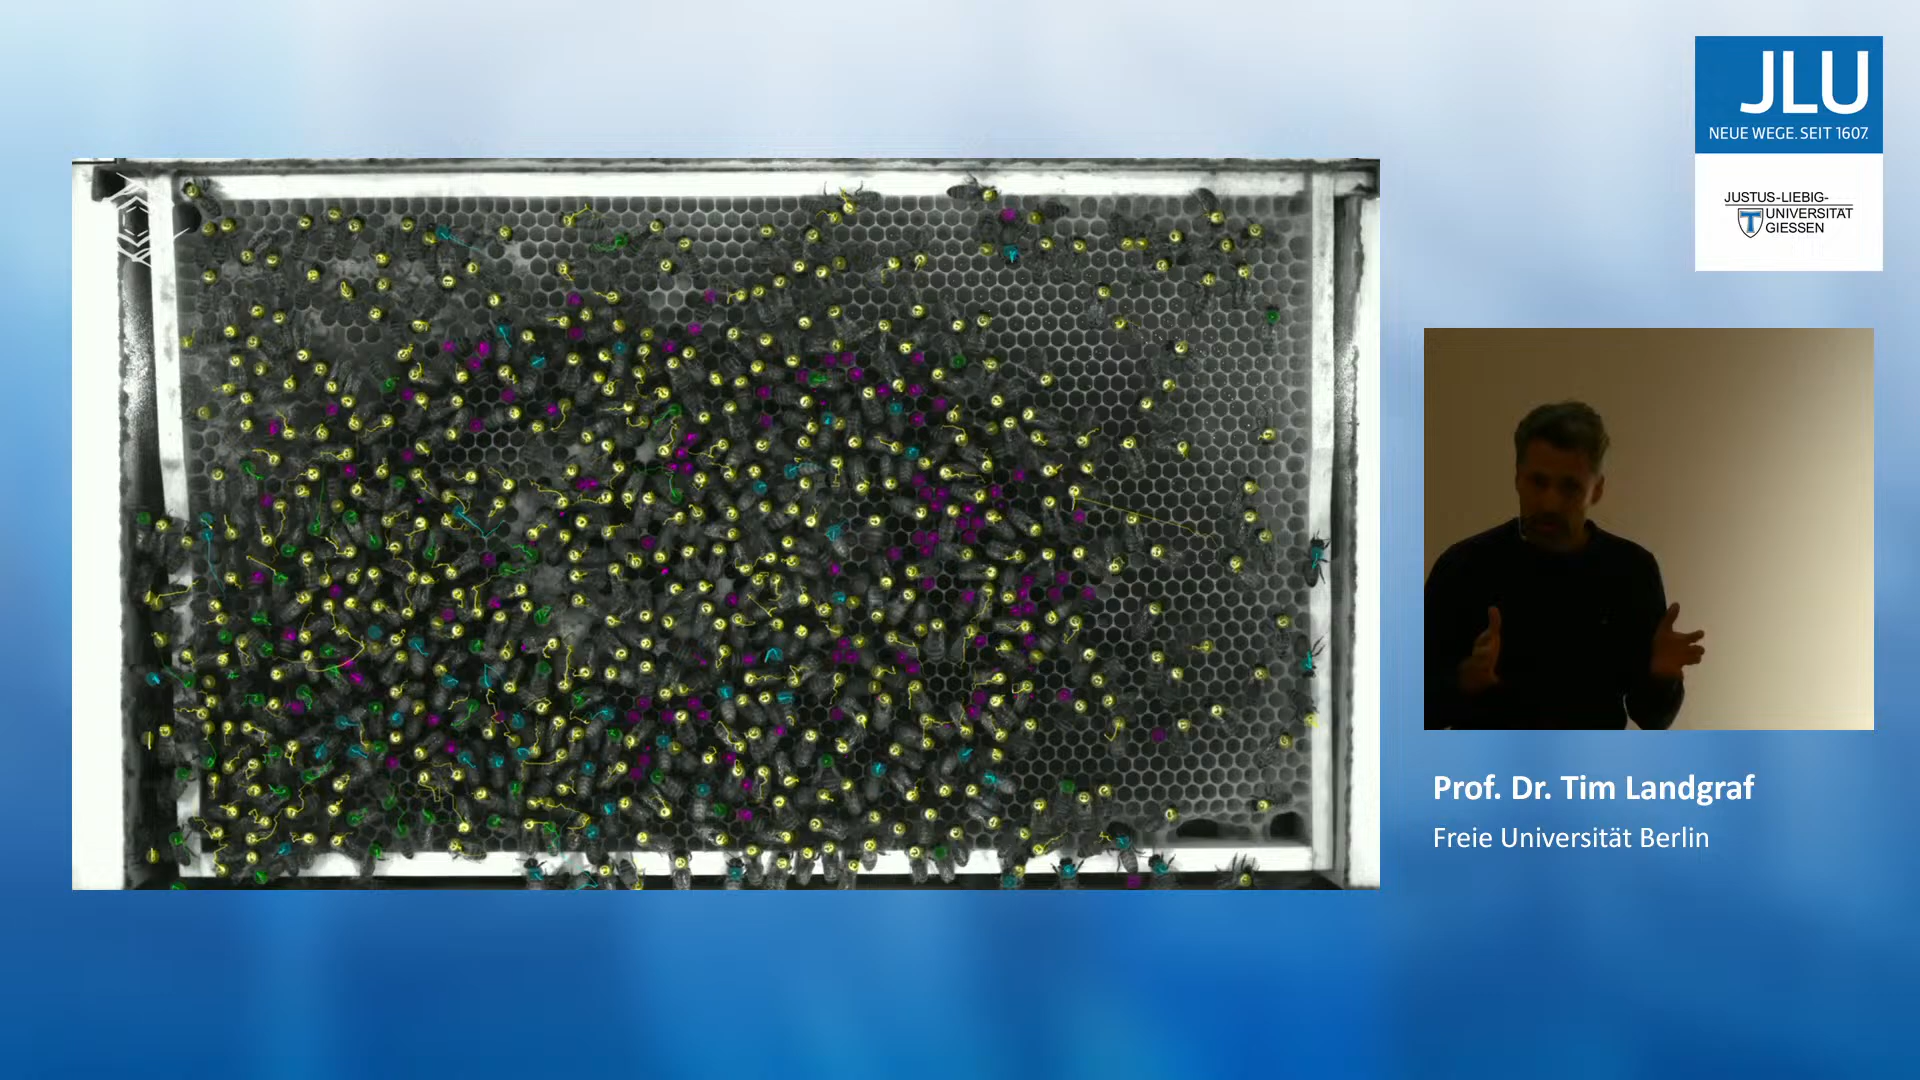 JLU
NEUE WEGE. SEIT 1607.
JUSTUS-LIEBIG-
UNIVERSITÄT
GIESSEN
Prof. Dr. Tim Landgraf
Freie Universität Berlin